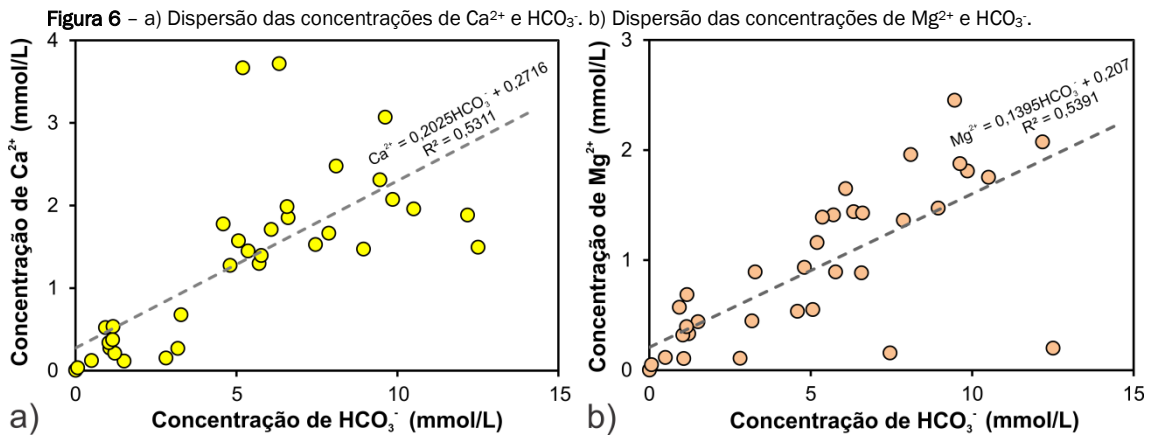 Figura 6 – a) Dispersão das concentrações de Ca²⁺ e HCO₃⁻. b) Dispersão das concentrações de Mg²⁺ e HCO₃⁻.
4
3
2
1
0
0
5
10
15
Concentração de Ca²⁺ (mmol/L)
Ca²⁺ = 0,2025HCO₃⁻ + 0,2716
R² = 0,5311
a)
Concentração de HCO₃⁻ (mmol/L)
3
2
1
0
0
5
10
15
Concentração de Mg²⁺ (mmol/L)
Mg²⁺ = 0,1395HCO₃⁻ + 0,207
R² = 0,5391
b)
Concentração de HCO₃⁻ (mmol/L)